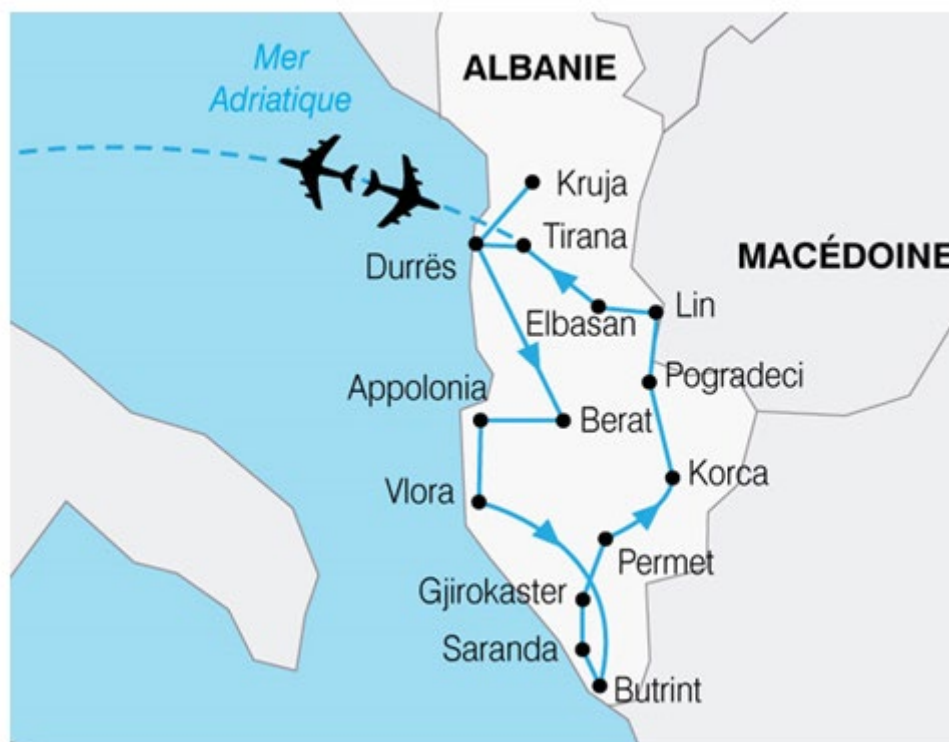 Mer
Adriatique
ALBANIE
Kruja
Tirana
Durrës
MACÉDOINE
Lin
Elbasan
Pogradeci
Appolonia
Berat
Korca
Vlora
Permet
Gjirokaster
Saranda
Butrint